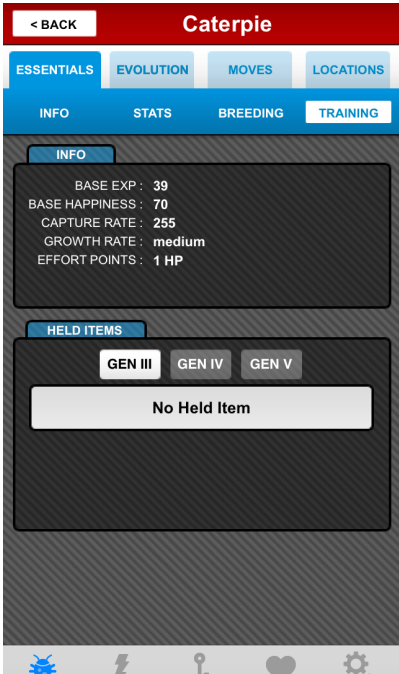 < BACK
Caterpie
ESSENTIALS EVOLUTION MOVES LOCATIONS
INFO STATS BREEDING TRAINING
INFO
BASE EXP : 39
BASE HAPPINESS : 70
CAPTURE RATE : 255
GROWTH RATE : medium
EFFORT POINTS : 1 HP
HELD ITEMS
GEN III GEN IV GEN V
No Held Item